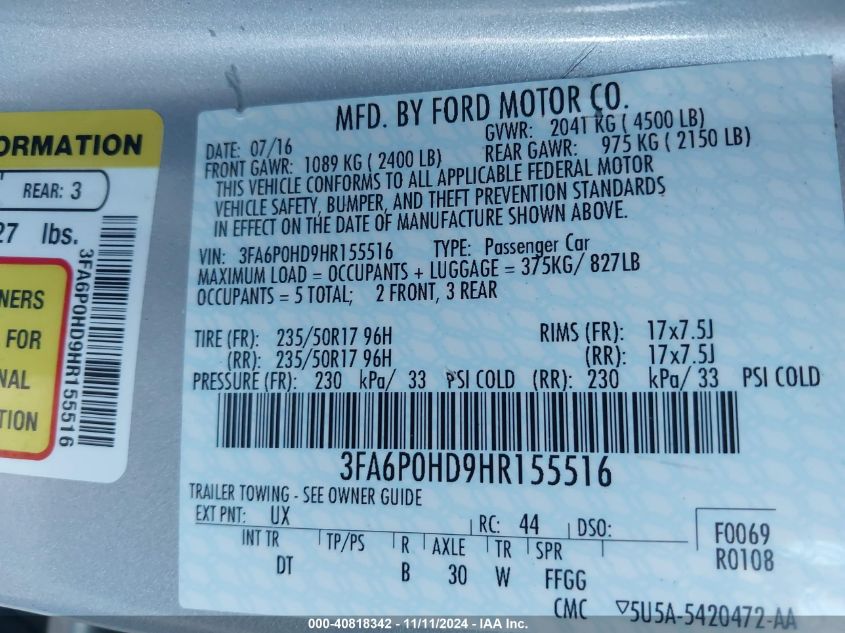 ORMATION
REAR: 3
27 lbs.
3FA6P0HD9HR155516
NERS
FOR
NAL
TION
MFD. BY FORD MOTOR CO.
DATE: 07/16 GVWR: 2041 KG ( 4500 LB)
FRONT GAWR: 1089 KG ( 2400 LB) REAR GAWR: 975 KG ( 2150 LB)
THIS VEHICLE CONFORMS TO ALL APPLICABLE FEDERAL MOTOR
VEHICLE SAFETY, BUMPER, AND THEFT PREVENTION STANDARDS
IN EFFECT ON THE DATE OF MANUFACTURE SHOWN ABOVE.
VIN: 3FA6P0HD9HR155516 TYPE: Passenger Car
MAXIMUM LOAD = OCCUPANTS + LUGGAGE = 375KG/ 827LB
OCCUPANTS = 5 TOTAL; 2 FRONT, 3 REAR
TIRE (FR): 235/50R17 96H RIMS (FR): 17x7.5J
(RR): 235/50R17 96H (RR): 17x7.5J
PRESSURE (FR): 230 kPa/ 33 PSI COLD (RR): 230 kPa/ 33 PSI COLD
3FA6P0HD9HR155516
TRAILER TOWING - SEE OWNER GUIDE
EXT PNT: UX RC: 44 DSO: F0069
INT TR TP/PS R AXLE TR SPR R0108
DT B 30 W FFGG
CMC ▽5U5A-5420472-AA
000-40818342 - 11/11/2024 - IAA Inc.